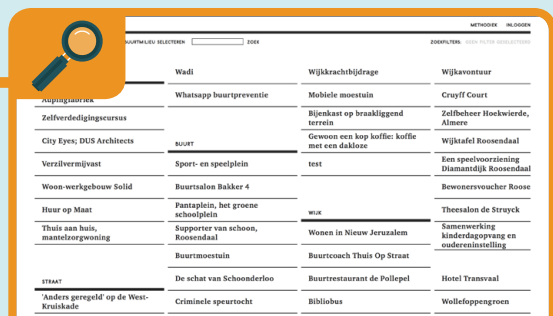 METHODIEK INLOGGEN
BUURTMILIEU SELECTEREN ZOEK
ZOEKFILTERS: GEEN FILTER GESELECTEERD
Aupingfabriek
Zelfverdedigingscursus
City Eyes; DUS Architects
Verzilvermijvast
Woon-werkgebouw Solid
Huur op Maat
Thuis aan huis,
mantelzorgwoning
STRAAT
'Anders geregeld' op de West-
Kruiskade
Wadi
Whatsapp buurtpreventie
BUURT
Sport- en speelplein
Buurtsalon Bakker 4
Pantaplein, het groene
schoolplein
Supporter van schoon,
Roosendaal
Buurtmoestuin
De schat van Schoonderloo
Criminele speurtocht
Wijkkrachtbijdrage
Mobiele moestuin
Bijenkast op braakliggend
terrein
Gewoon een kop koffie: koffie
met een dakloze
test
WIJK
Wonen in Nieuw Jeruzalem
Buurtcoach Thuis Op Straat
Buurtrestaurant de Pollepel
Bibliobus
Wijkavontuur
Cruyff Court
Zelfbeheer Hoekwierde,
Almere
Wijktafel Roosendaal
Een speelvoorziening
Diamantdijk Roosendaal
Bewonersvoucher Roose
Theesalon de Struyck
Samenwerking
kinderdagopvang en
oudereninstelling
Hotel Transvaal
Wollefoppengroen